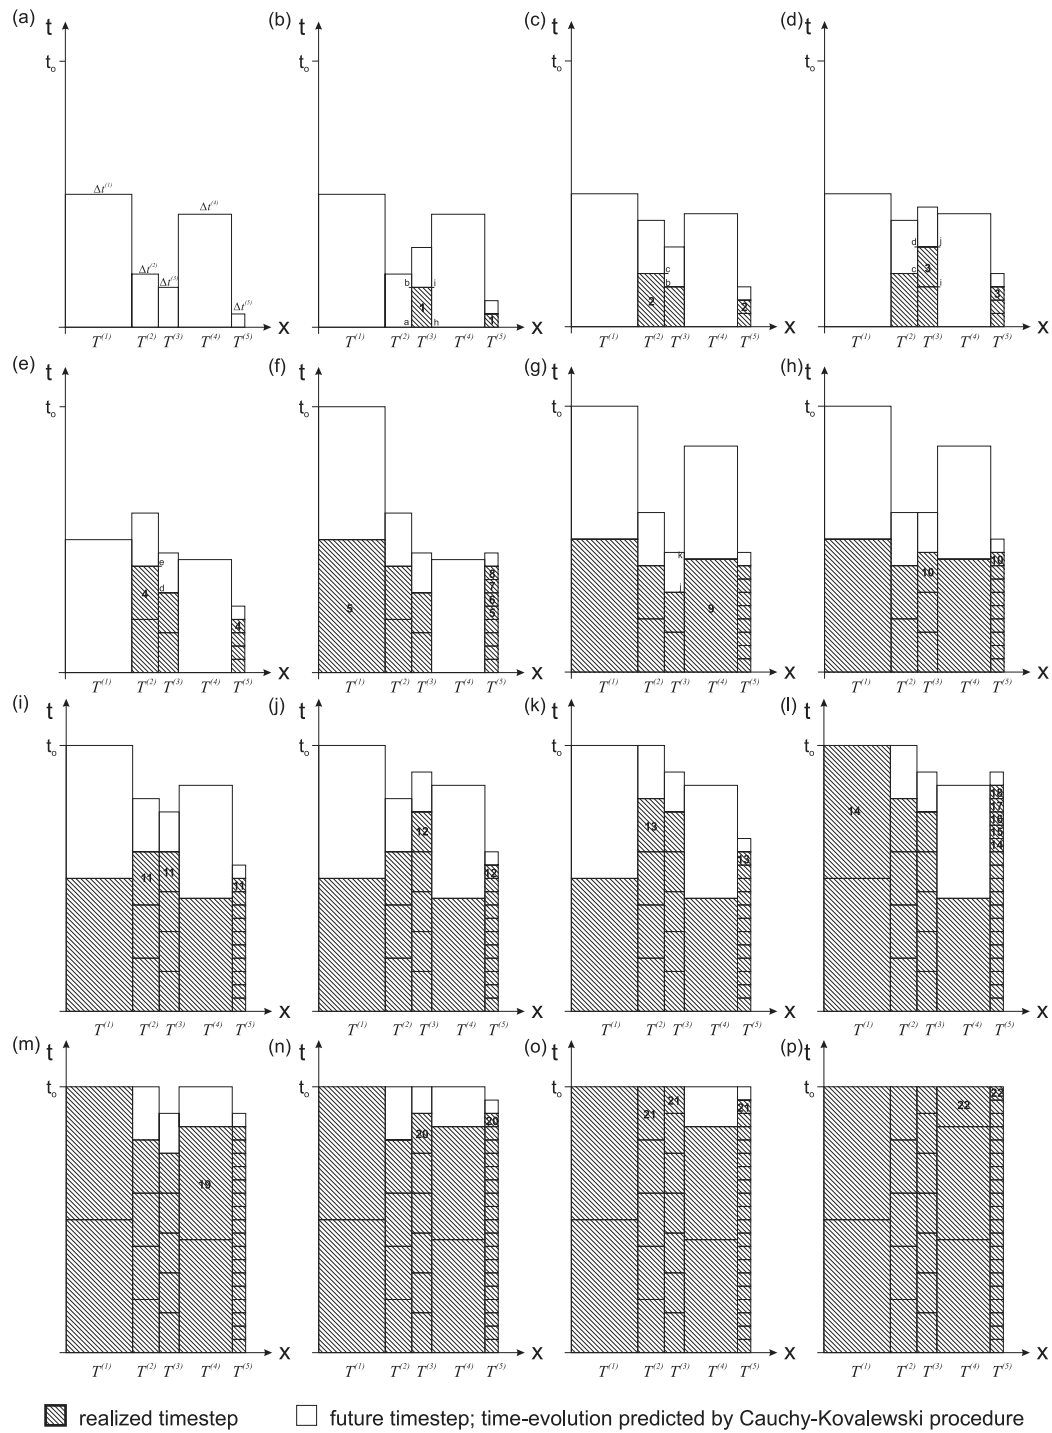 (a) t (b) t (c) t (d) t
t₀ t₀ t₀ t₀
Δt⁽¹⁾ Δt⁽⁴⁾
Δt⁽²⁾ Δt⁽³⁾ b i c d j
1 2 b c 3 i
a h 1 2 3
x x x x
T⁽¹⁾ T⁽²⁾ T⁽³⁾ T⁽⁴⁾ T⁽⁵⁾ T⁽¹⁾ T⁽²⁾ T⁽³⁾ T⁽⁴⁾ T⁽⁵⁾ T⁽¹⁾ T⁽²⁾ T⁽³⁾ T⁽⁴⁾ T⁽⁵⁾ T⁽¹⁾ T⁽²⁾ T⁽³⁾ T⁽⁴⁾ T⁽⁵⁾
(e) t (f) t (g) t (h) t
t₀ t₀ t₀ t₀
e 8 k 10
4 d 7 10
5 6 9
4 5
x x x x
T⁽¹⁾ T⁽²⁾ T⁽³⁾ T⁽⁴⁾ T⁽⁵⁾ T⁽¹⁾ T⁽²⁾ T⁽³⁾ T⁽⁴⁾ T⁽⁵⁾ T⁽¹⁾ T⁽²⁾ T⁽³⁾ T⁽⁴⁾ T⁽⁵⁾ T⁽¹⁾ T⁽²⁾ T⁽³⁾ T⁽⁴⁾ T⁽⁵⁾
(i) t (j) t (k) t (l) t
t₀ t₀ t₀ t₀
14 18
12 13 17
16
11 11 13 15
11 12 14
x x x x
T⁽¹⁾ T⁽²⁾ T⁽³⁾ T⁽⁴⁾ T⁽⁵⁾ T⁽¹⁾ T⁽²⁾ T⁽³⁾ T⁽⁴⁾ T⁽⁵⁾ T⁽¹⁾ T⁽²⁾ T⁽³⁾ T⁽⁴⁾ T⁽⁵⁾ T⁽¹⁾ T⁽²⁾ T⁽³⁾ T⁽⁴⁾ T⁽⁵⁾
(m) t (n) t (o) t (p) t
t₀ t₀ t₀ t₀
19 20 20 21 21 21 22 22
x x x x
T⁽¹⁾ T⁽²⁾ T⁽³⁾ T⁽⁴⁾ T⁽⁵⁾ T⁽¹⁾ T⁽²⁾ T⁽³⁾ T⁽⁴⁾ T⁽⁵⁾ T⁽¹⁾ T⁽²⁾ T⁽³⁾ T⁽⁴⁾ T⁽⁵⁾ T⁽¹⁾ T⁽²⁾ T⁽³⁾ T⁽⁴⁾ T⁽⁵⁾
realized timestep future timestep; time-evolution predicted by Cauchy-Kovalewski procedure